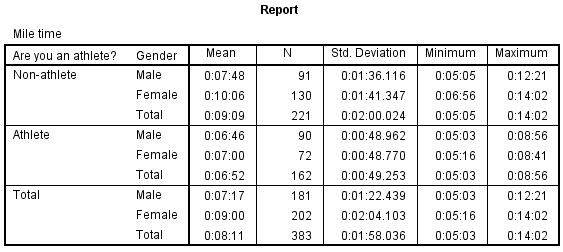 Report
Mile time
Are you an athlete? Gender Mean N Std. Deviation Minimum Maximum
Non-athlete Male 0:07:48 91 0:01:36.116 0:05:05 0:12:21
Female 0:10:06 130 0:01:41.347 0:06:56 0:14:02
Total 0:09:09 221 0:02:00.024 0:05:05 0:14:02
Athlete Male 0:06:46 90 0:00:48.962 0:05:03 0:08:56
Female 0:07:00 72 0:00:48.770 0:05:16 0:08:41
Total 0:06:52 162 0:00:49.253 0:05:03 0:08:56
Total Male 0:07:17 181 0:01:22.439 0:05:03 0:12:21
Female 0:09:00 202 0:02:04.103 0:05:16 0:14:02
Total 0:08:11 383 0:01:58.036 0:05:03 0:14:02